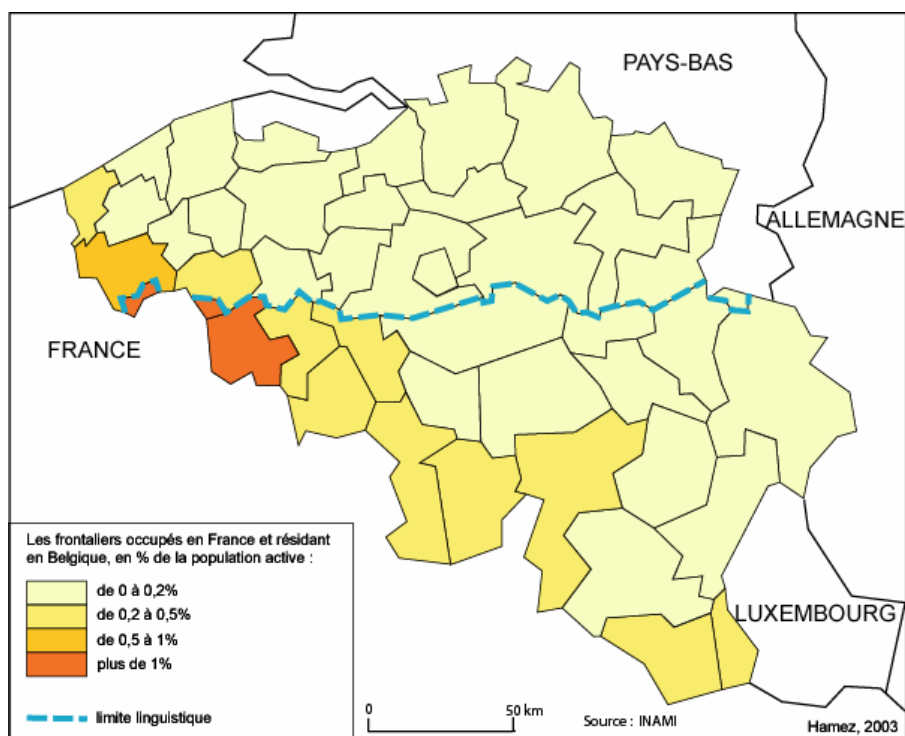 PAYS-BAS
ALLEMAGNE
FRANCE
LUXEMBOURG
Les frontaliers occupés en France et résidant
en Belgique, en % de la population active :
de 0 à 0,2%
de 0,2 à 0,5%
de 0,5 à 1%
plus de 1%
limite linguistique
0
50 km
Source : INAMI
Hamez, 2003